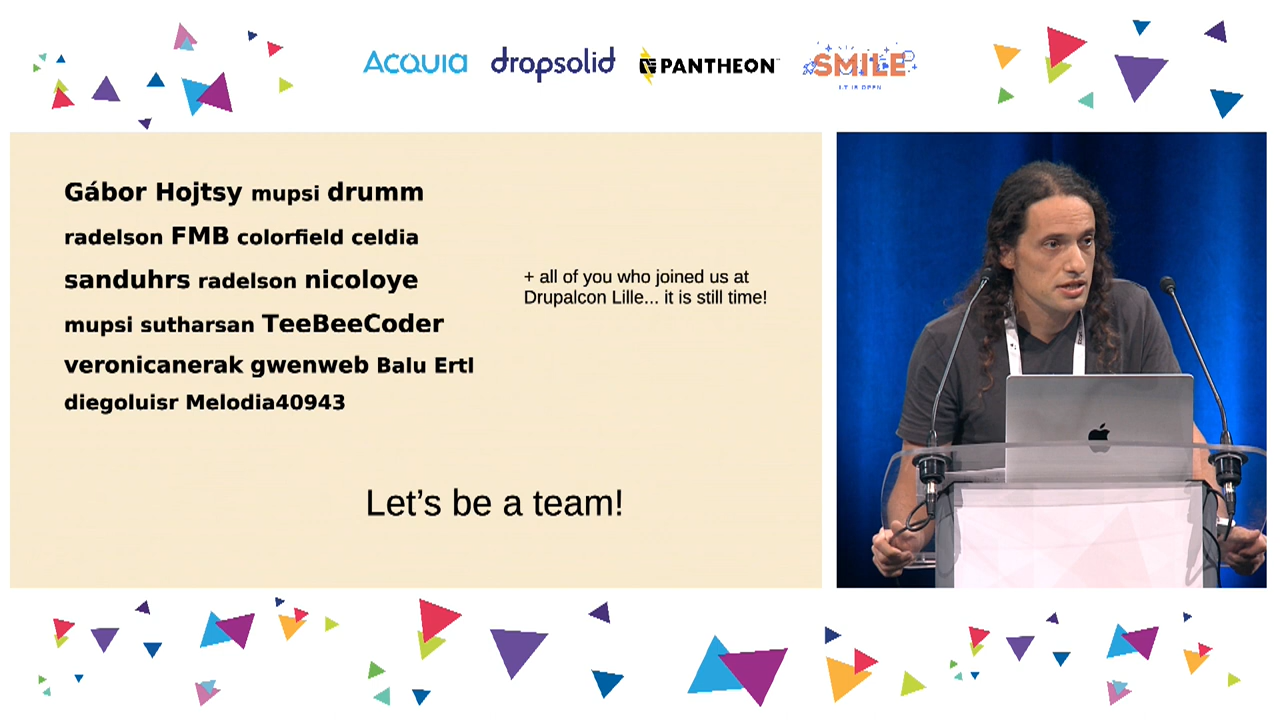 Acquia dropsolid PANTHEON SMILE
I.T IS OPEN
Gábor Hojtsy mupsi drumm
radelson FMB colorfield celdia
sanduhrs radelson nicoloye
mupsi sutharsan TeeBeeCoder
veronicanerak gwenweb Balu Ertl
diegoluisr Melodia40943
+ all of you who joined us at
Drupalcon Lille... it is still time!
Let's be a team!